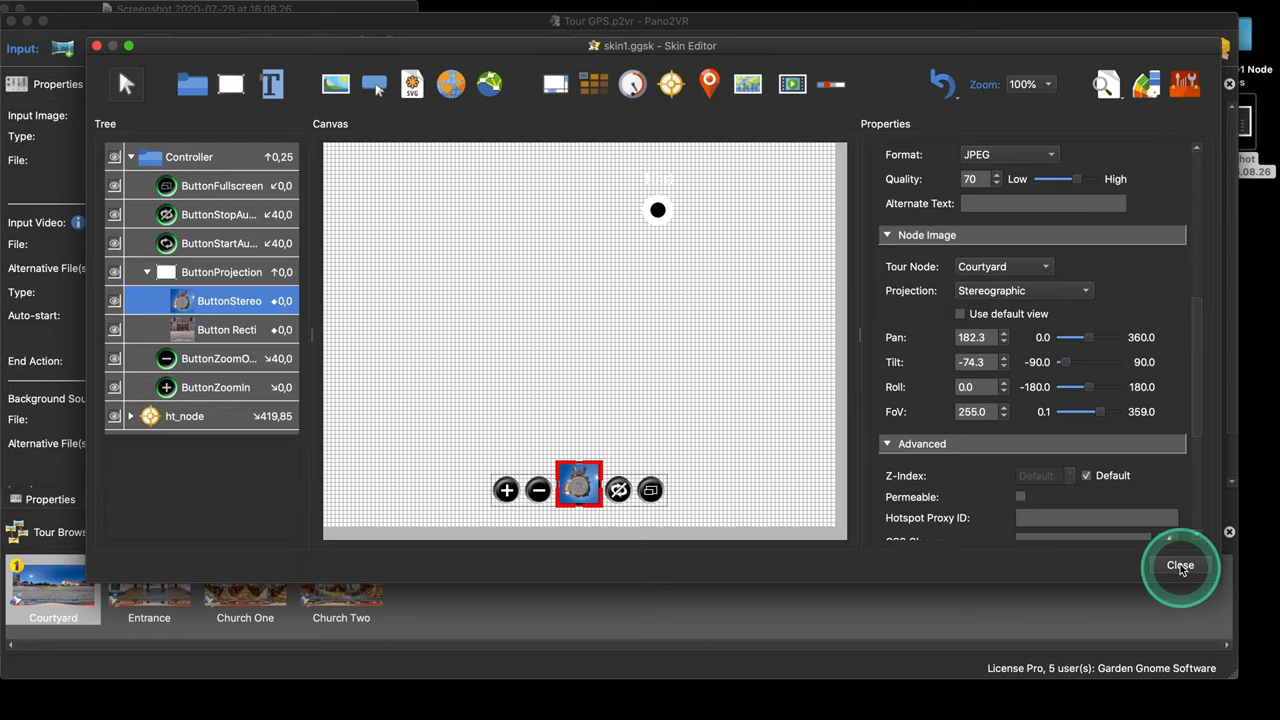 Screenshot 2020-07-29 at 16.08.26
Tour GPS.p2vr - Pano2VR
Input:
skin1.ggsk - Skin Editor
Zoom: 100%
Properties
Tree
Canvas
Properties
Input Image:
Type:
File:
Input Video:
File:
Alternative File(s
Type:
Auto-start:
End Action:
Background Sou
File:
Alternative File(s
Properties
Tour Brows
Controller ↑0,25
ButtonFullscreen ↙0,0
ButtonStopAu... ↙40,0
ButtonStartAu... ↙40,0
ButtonProjection ↑0,0
ButtonStereo ◆0,0
Button Recti ◆0,0
ButtonZoomO... ↘40,0
ButtonZoomIn ↘0,0
ht_node ↘419,85
Format: JPEG
Quality: 70 Low High
Alternate Text:
Node Image
Tour Node: Courtyard
Projection: Stereographic
Use default view
Pan: 182.3 0.0 360.0
Tilt: -74.3 -90.0 90.0
Roll: 0.0 -180.0 180.0
FoV: 255.0 0.1 359.0
Advanced
Z-Index: Default Default
Permeable:
Hotspot Proxy ID:
Close
1
Courtyard
Entrance
Church One
Church Two
License Pro, 5 user(s): Garden Gnome Software
1 Node
shot
.08.26